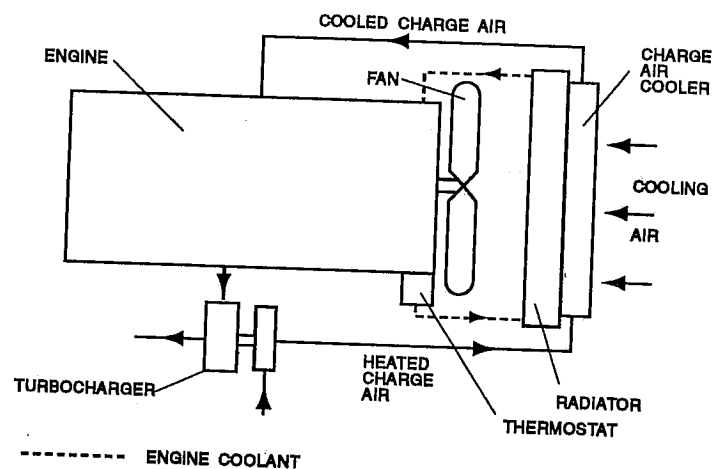 COOLED CHARGE AIR
ENGINE
FAN
CHARGE
AIR
COOLER
COOLING
AIR
TURBOCHARGER
HEATED
CHARGE
AIR
RADIATOR
THERMOSTAT
ENGINE COOLANT